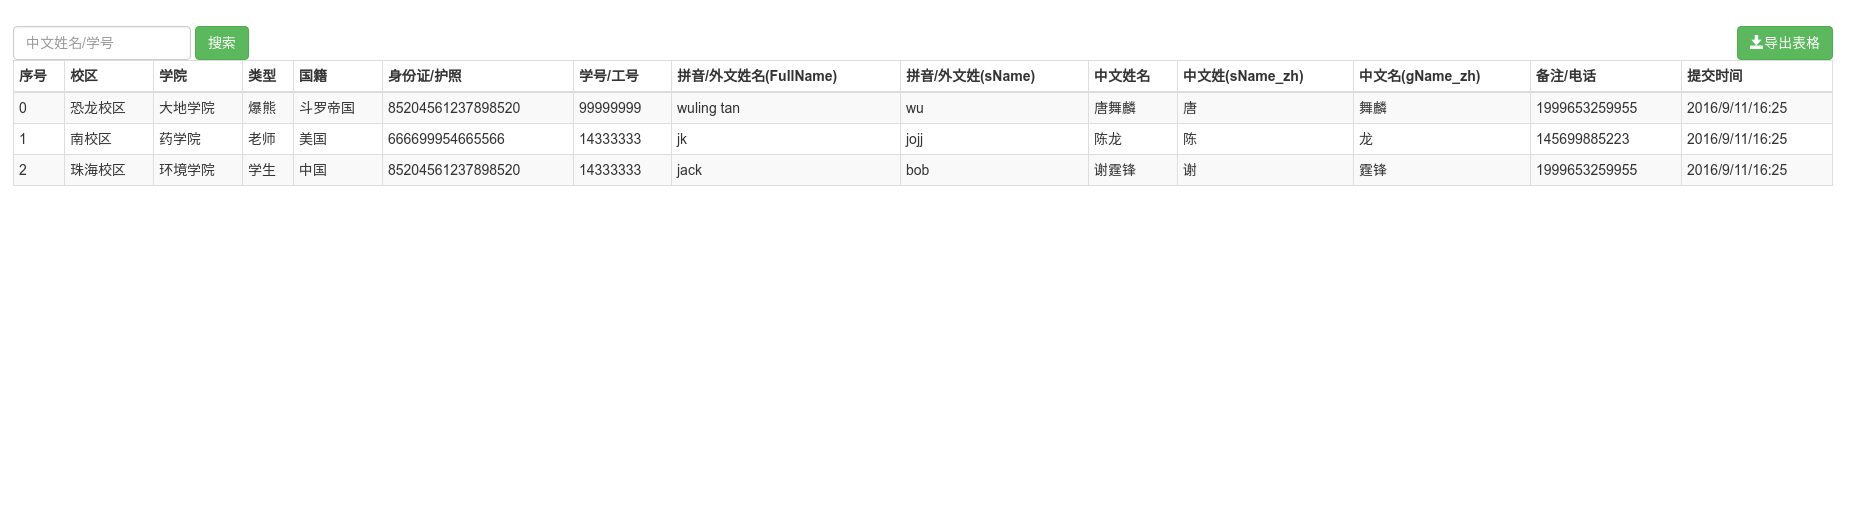 中文姓名/学号 搜索 导出表格
序号 校区 学院 类型 国籍 身份证/护照 学号/工号 拼音/外文姓名(FullName) 拼音/外文姓(sName) 中文姓名 中文姓(sName_zh) 中文名(gName_zh) 备注/电话 提交时间
0 恐龙校区 大地学院 爆熊 斗罗帝国 85204561237898520 99999999 wuling tan wu 唐舞麟 唐 舞麟 1999653259955 2016/9/11/16:25
1 南校区 药学院 老师 美国 666699954665566 14333333 jk jojj 陈龙 陈 龙 145699885223 2016/9/11/16:25
2 珠海校区 环境学院 学生 中国 85204561237898520 14333333 jack bob 谢霆锋 谢 霆锋 1999653259955 2016/9/11/16:25